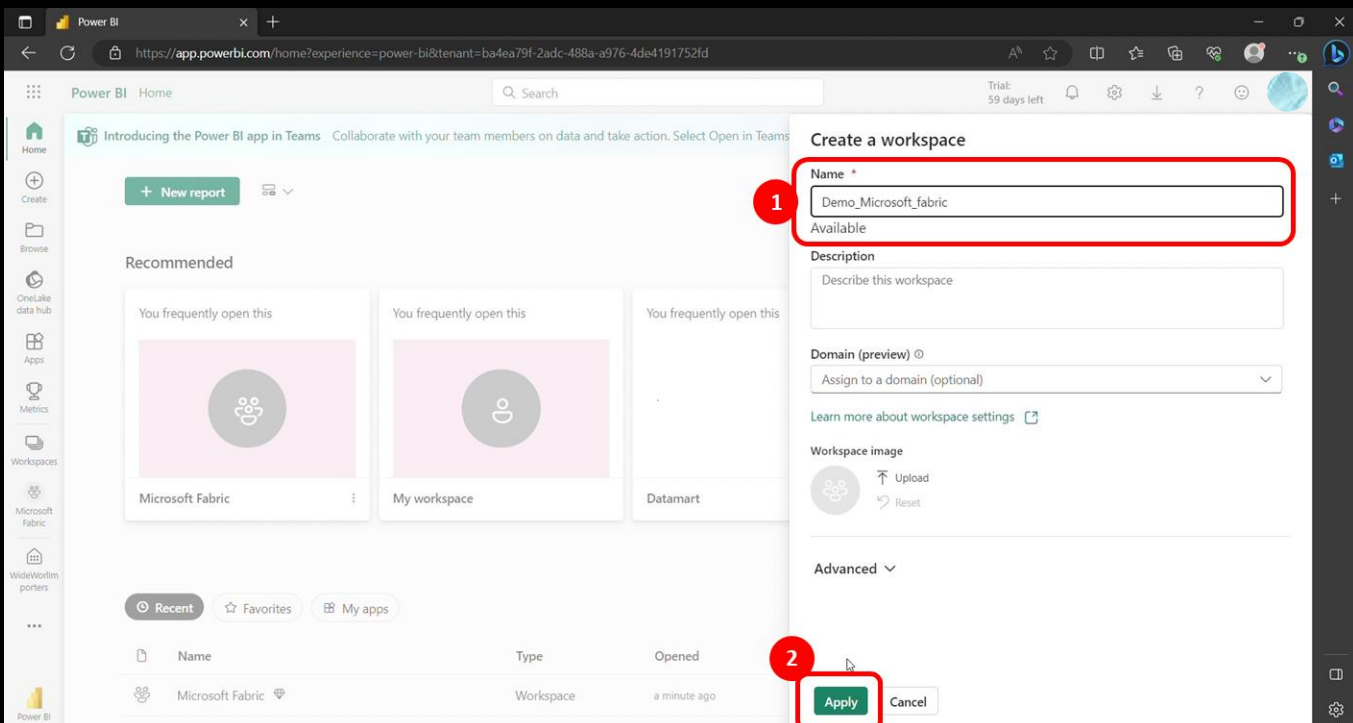 Power BI
https://app.powerbi.com/home?experience=power-bi&tenant=ba4ea79f-2adc-488a-a976-4de4191752fd
Power BI Home
Search
Trial:
59 days left
Home
Create
Browse
OneLake
data hub
Apps
Metrics
Workspaces
Microsoft
Fabric
WideWorlIm
porters
Power BI
Introducing the Power BI app in Teams Collaborate with your team members on data and take action. Select Open in Teams
+ New report
Recommended
You frequently open this
Microsoft Fabric
You frequently open this
My workspace
You frequently open this
Datamart
Recent
Favorites
My apps
Name Type Opened
Microsoft Fabric Workspace a minute ago
Create a workspace
1
Name *
Demo_Microsoft_fabric
Available
Description
Describe this workspace
Domain (preview)
Assign to a domain (optional)
Learn more about workspace settings
Workspace image
Upload
Reset
Advanced
2
Apply
Cancel